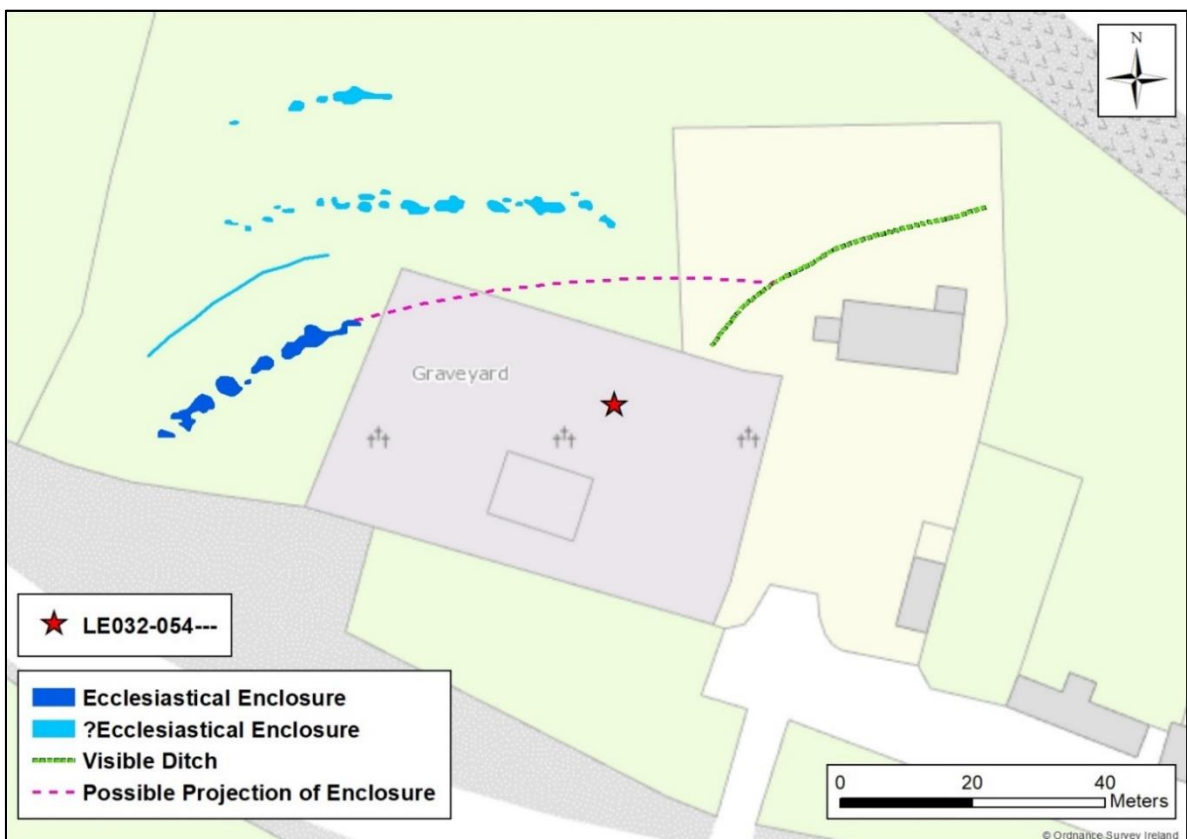 N
Graveyard
LE032-054---
Ecclesiastical Enclosure
?Ecclesiastical Enclosure
Visible Ditch
Possible Projection of Enclosure
0 20 40
Meters
© Ordnance Survey Ireland